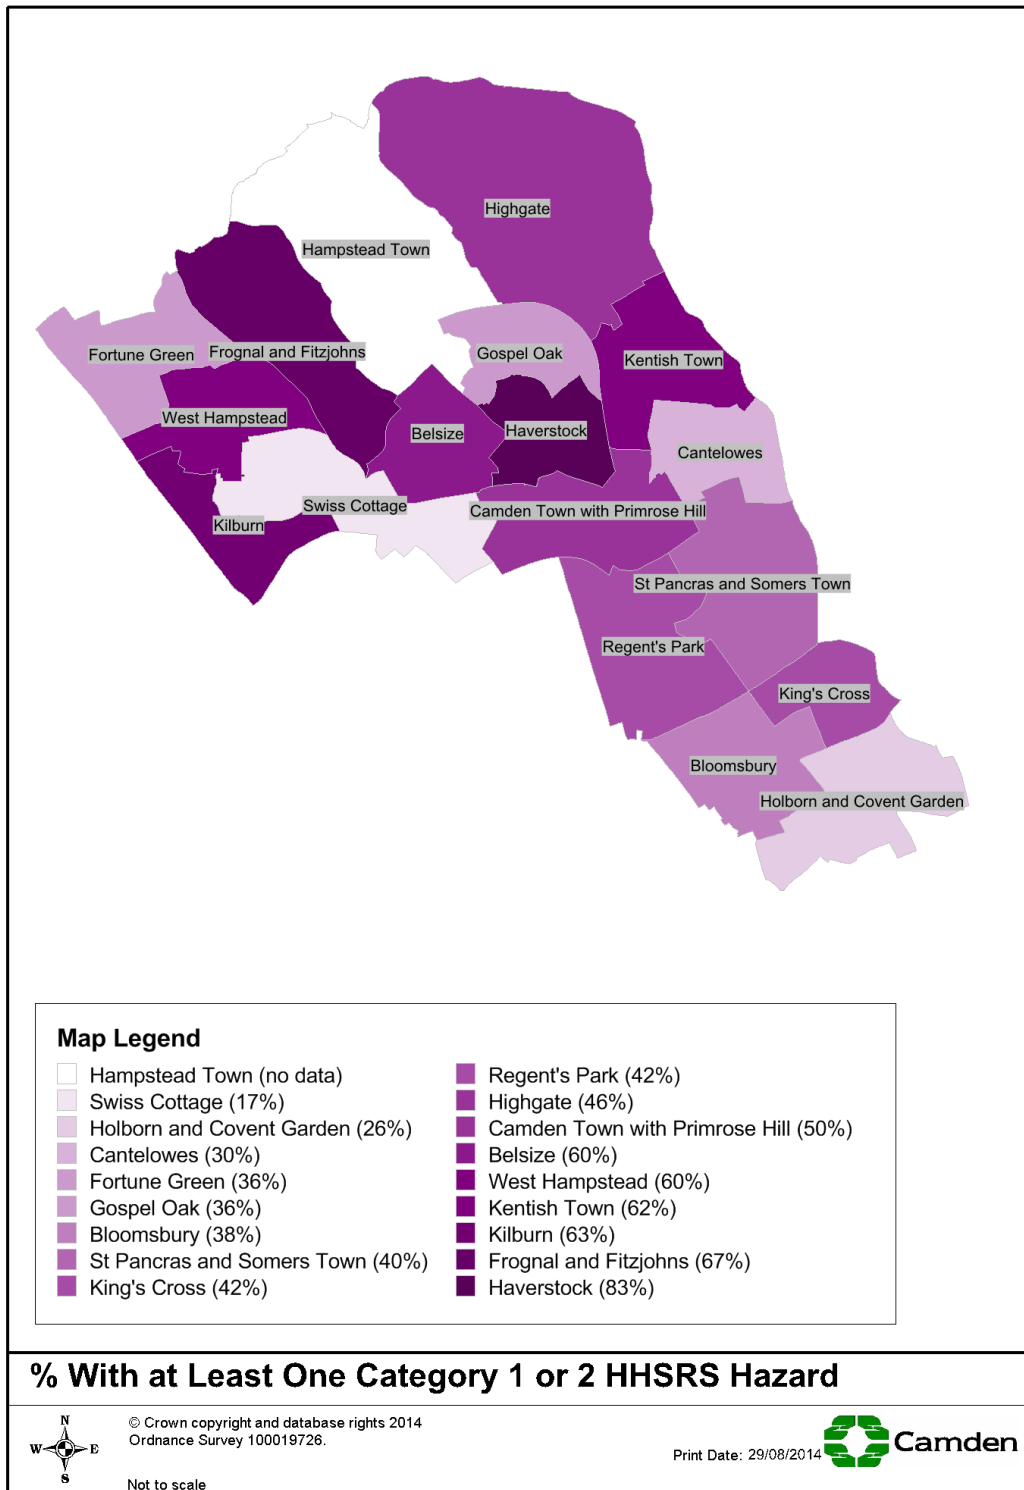 Highgate
Hampstead Town
Fortune Green
Frognal and Fitzjohns
Gospel Oak
Kentish Town
West Hampstead
Belsize
Haverstock
Cantelowes
Swiss Cottage
Camden Town with Primrose Hill
Kilburn
St Pancras and Somers Town
Regent's Park
King's Cross
Bloomsbury
Holborn and Covent Garden
Map Legend
Hampstead Town (no data)
Swiss Cottage (17%)
Holborn and Covent Garden (26%)
Cantelowes (30%)
Fortune Green (36%)
Gospel Oak (36%)
Bloomsbury (38%)
St Pancras and Somers Town (40%)
King's Cross (42%)
Regent's Park (42%)
Highgate (46%)
Camden Town with Primrose Hill (50%)
Belsize (60%)
West Hampstead (60%)
Kentish Town (62%)
Kilburn (63%)
Frognal and Fitzjohns (67%)
Haverstock (83%)
% With at Least One Category 1 or 2 HHSRS Hazard
N
W E
S
© Crown copyright and database rights 2014
Ordnance Survey 100019726.
Not to scale
Print Date: 29/08/2014
Camden